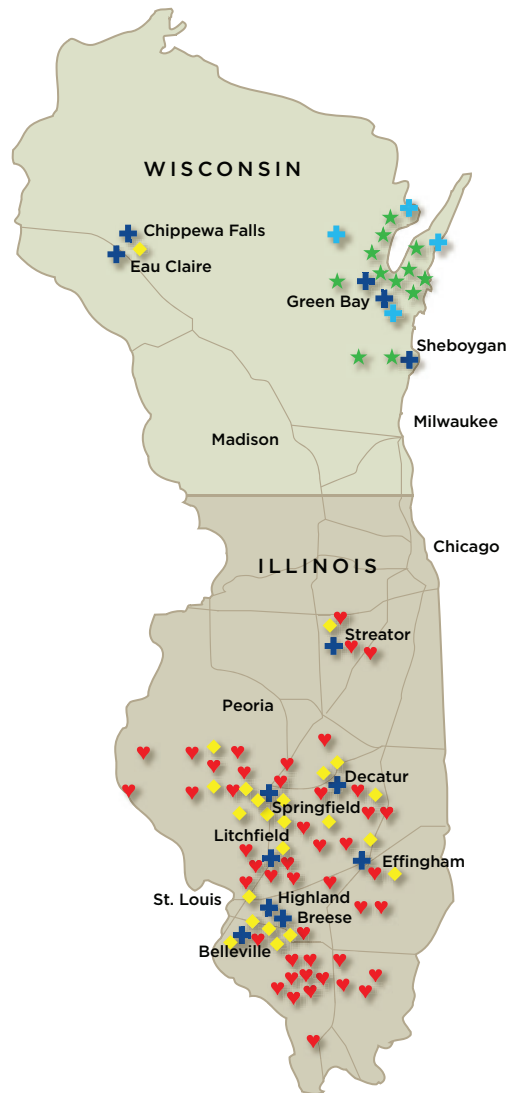 WISCONSIN
Chippewa Falls
Eau Claire
Green Bay
Sheboygan
Milwaukee
Madison
Chicago
ILLINOIS
Streator
Peoria
Decatur
Springfield
Litchfield
Effingham
St. Louis
Highland
Breese
Belleville